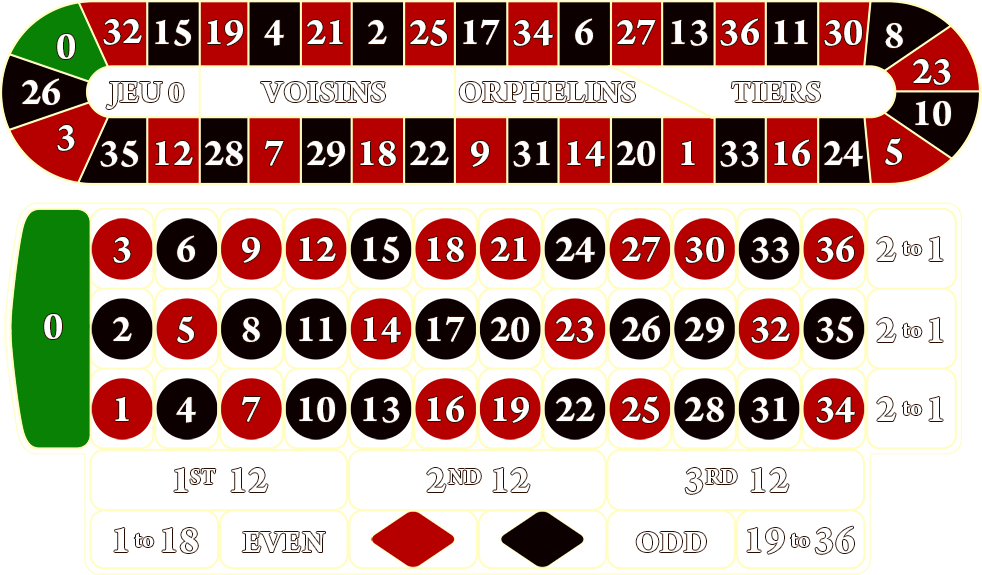 0 32 15 19 4 21 2 25 17 34 6 27 13 36 11 30 8
26 JEU 0 VOISINS ORPHELINS TIERS 23
10
3 35 12 28 7 29 18 22 9 31 14 20 1 33 16 24 5
3 6 9 12 15 18 21 24 27 30 33 36 2 to 1
0 2 5 8 11 14 17 20 23 26 29 32 35 2 to 1
1 4 7 10 13 16 19 22 25 28 31 34 2 to 1
1ST 12 2ND 12 3RD 12
1 to 18 EVEN ODD 19 to 36